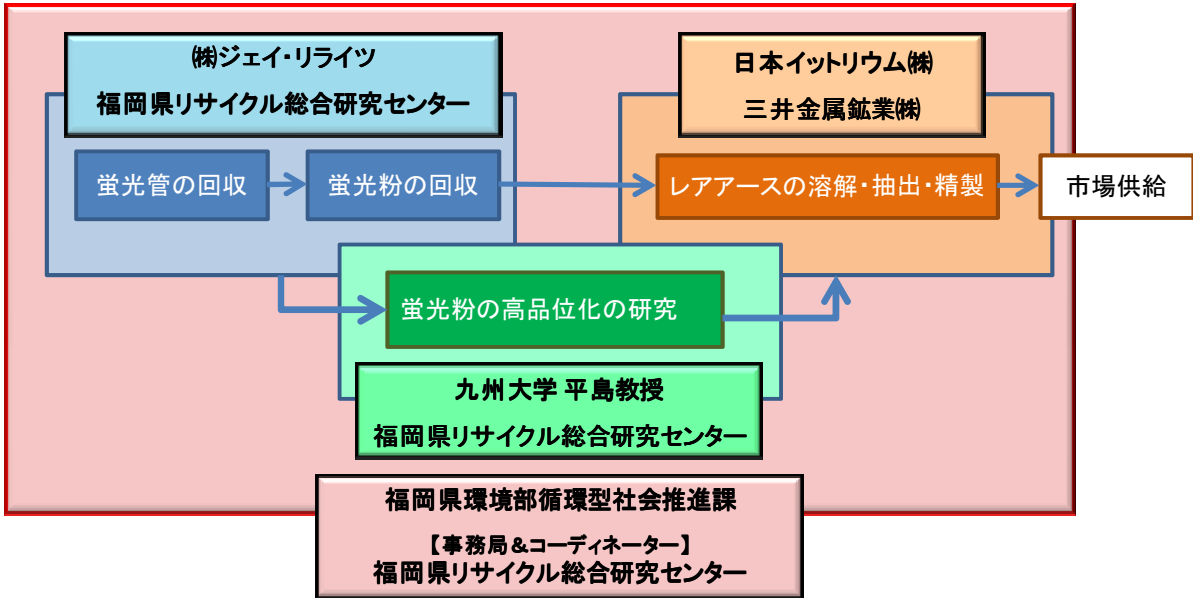 ㈱ジェイ・リライツ
福岡県リサイクル総合研究センター
日本イットリウム㈱
三井金属鉱業㈱
蛍光管の回収
蛍光粉の回収
レアアースの溶解・抽出・精製
市場供給
蛍光粉の高品位化の研究
九州大学 平島教授
福岡県リサイクル総合研究センター
福岡県環境部循環型社会推進課
【事務局＆コーディネーター】
福岡県リサイクル総合研究センター